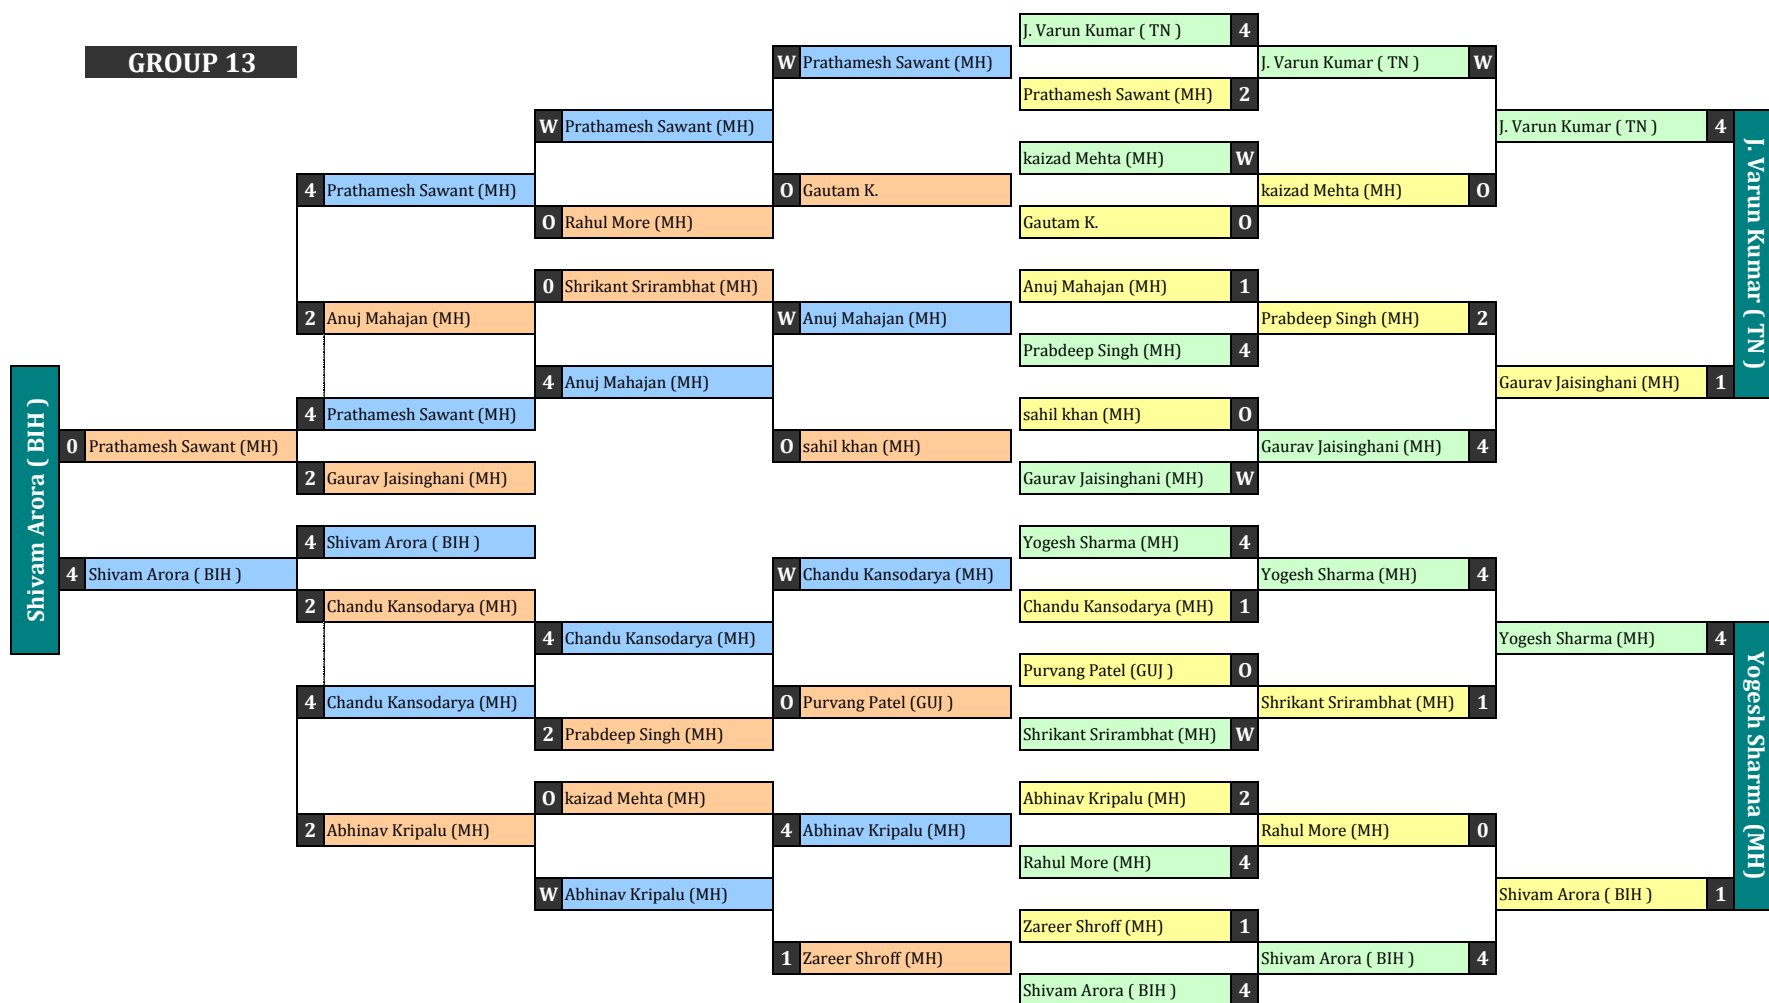 J. Varun Kumar ( TN ) 4
GROUP 13
W Prathamesh Sawant (MH) J. Varun Kumar ( TN ) W
Prathamesh Sawant (MH) 2
W Prathamesh Sawant (MH) J. Varun Kumar ( TN ) 4
kaizad Mehta (MH) W
4 Prathamesh Sawant (MH) O Gautam K. kaizad Mehta (MH) O
O Rahul More (MH) Gautam K. O
J. Varun Kumar ( TN )
0 Shrikant Srirambhat (MH) Anuj Mahajan (MH) 1
2 Anuj Mahajan (MH) W Anuj Mahajan (MH) Prabdeep Singh (MH) 2
Prabdeep Singh (MH) 4
4 Anuj Mahajan (MH) Gaurav Jaisinghani (MH) 1
4 Prathamesh Sawant (MH) sahil khan (MH) O
0 Prathamesh Sawant (MH) O sahil khan (MH) Gaurav Jaisinghani (MH) 4
2 Gaurav Jaisinghani (MH) Gaurav Jaisinghani (MH) W
Shivam Arora ( BIH )
4 Shivam Arora ( BIH ) Yogesh Sharma (MH) 4
4 Shivam Arora ( BIH ) W Chandu Kansodarya (MH) Yogesh Sharma (MH) 4
2 Chandu Kansodarya (MH) Chandu Kansodarya (MH) 1
4 Chandu Kansodarya (MH) Yogesh Sharma (MH) 4
Purvang Patel (GUJ ) O
4 Chandu Kansodarya (MH) O Purvang Patel (GUJ ) Shrikant Srirambhat (MH) 1
2 Prabdeep Singh (MH) Shrikant Srirambhat (MH) W
Yogesh Sharma (MH)
O kaizad Mehta (MH) Abhinav Kripalu (MH) 2
2 Abhinav Kripalu (MH) 4 Abhinav Kripalu (MH) Rahul More (MH) 0
Rahul More (MH) 4
W Abhinav Kripalu (MH) Shivam Arora ( BIH ) 1
Zareer Shroff (MH) 1
1 Zareer Shroff (MH) Shivam Arora ( BIH ) 4
Shivam Arora ( BIH ) 4